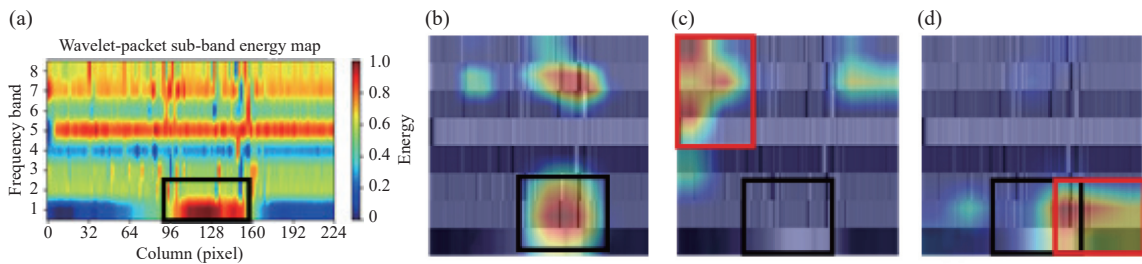 (a)
(b)
(c)
(d)
Wavelet-packet sub-band energy map
8
7
6
5
4
3
2
1
Frequency band
0 32 64 96 128 160 192 224
Column (pixel)
1.0
0.8
0.6
0.4
0.2
0
Energy